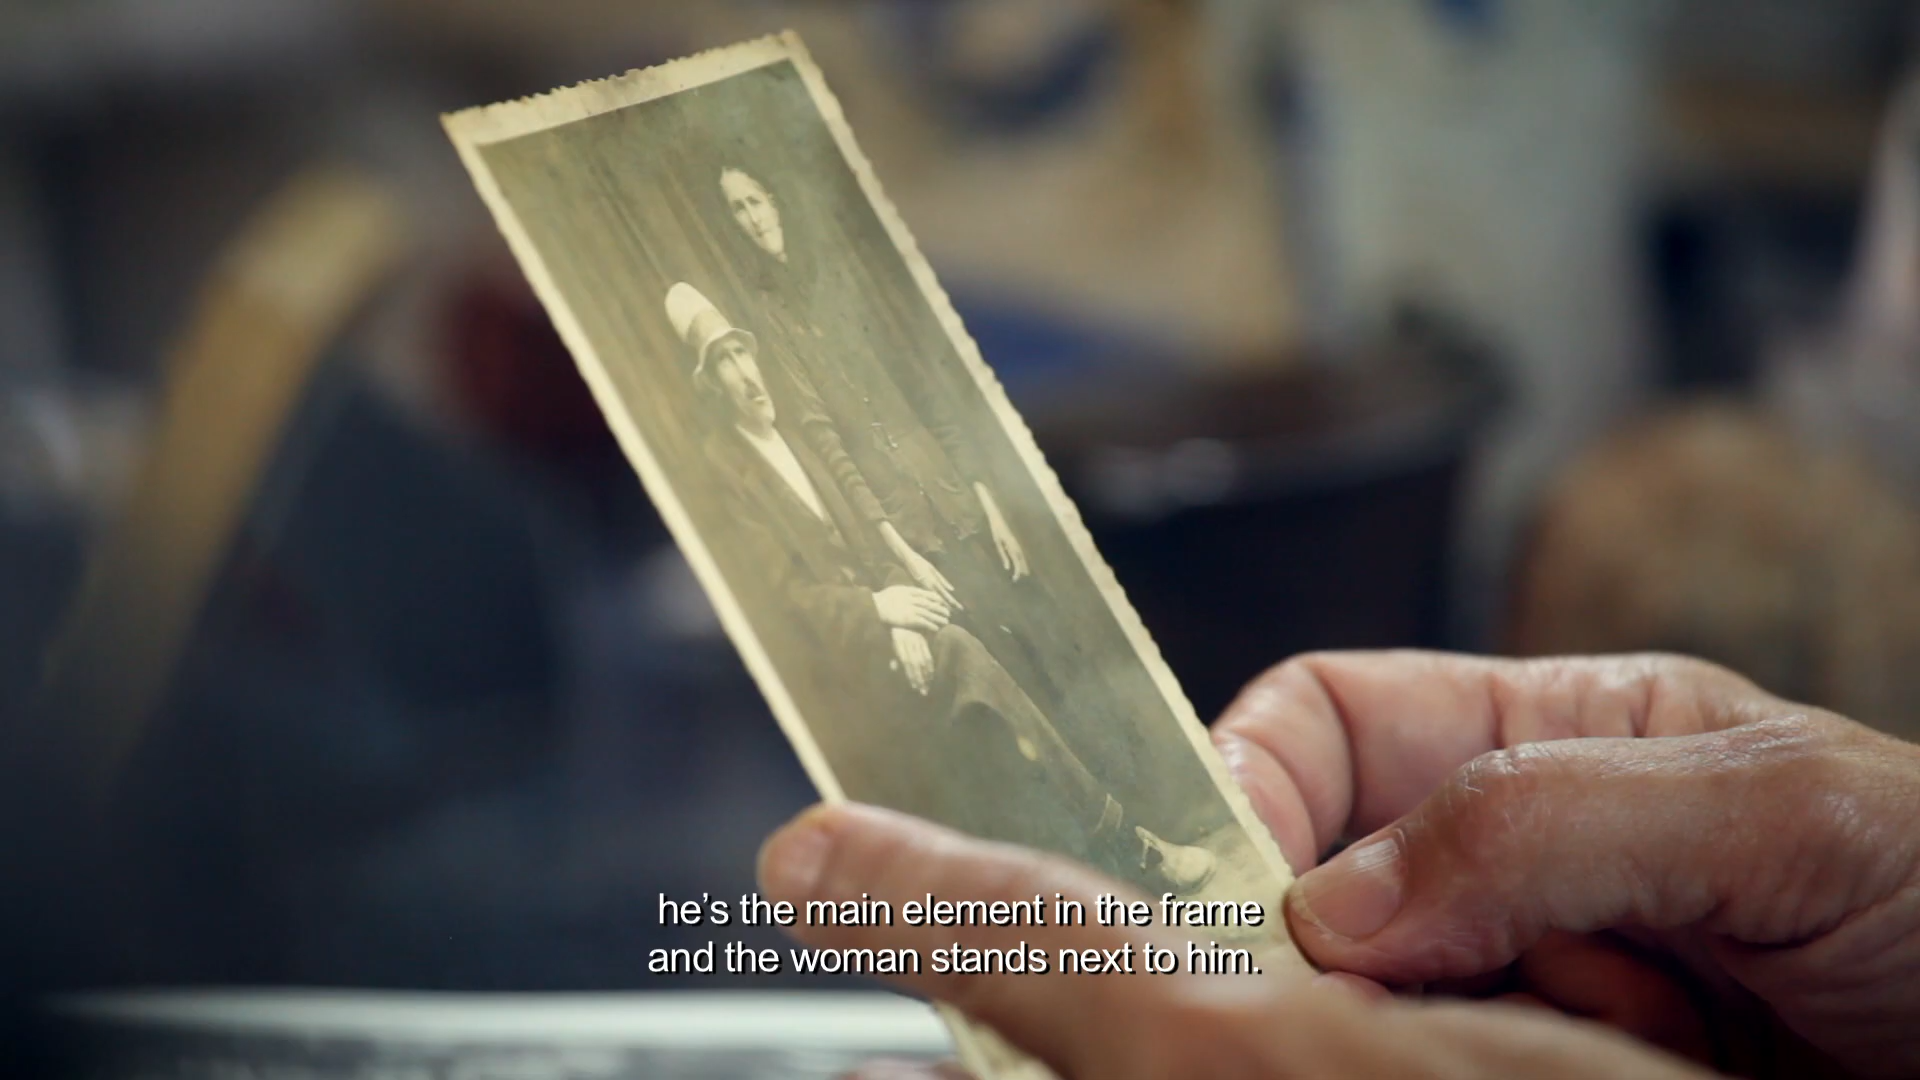 he's the main element in the frame
and the woman stands next to him.